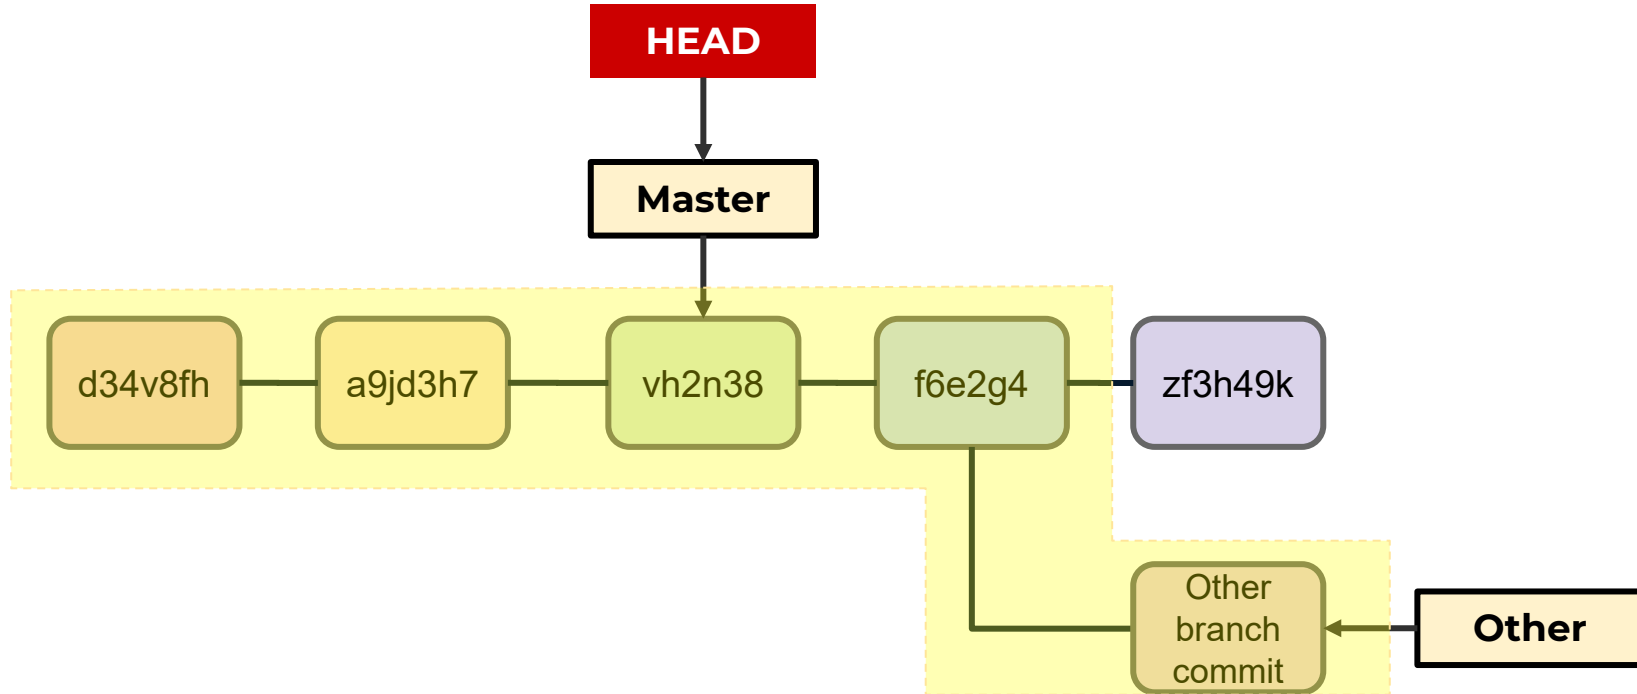 HEAD
Master
d34v8fh
a9jd3h7
vh2n38
f6e2g4
zf3h49k
Other
branch
commit
Other